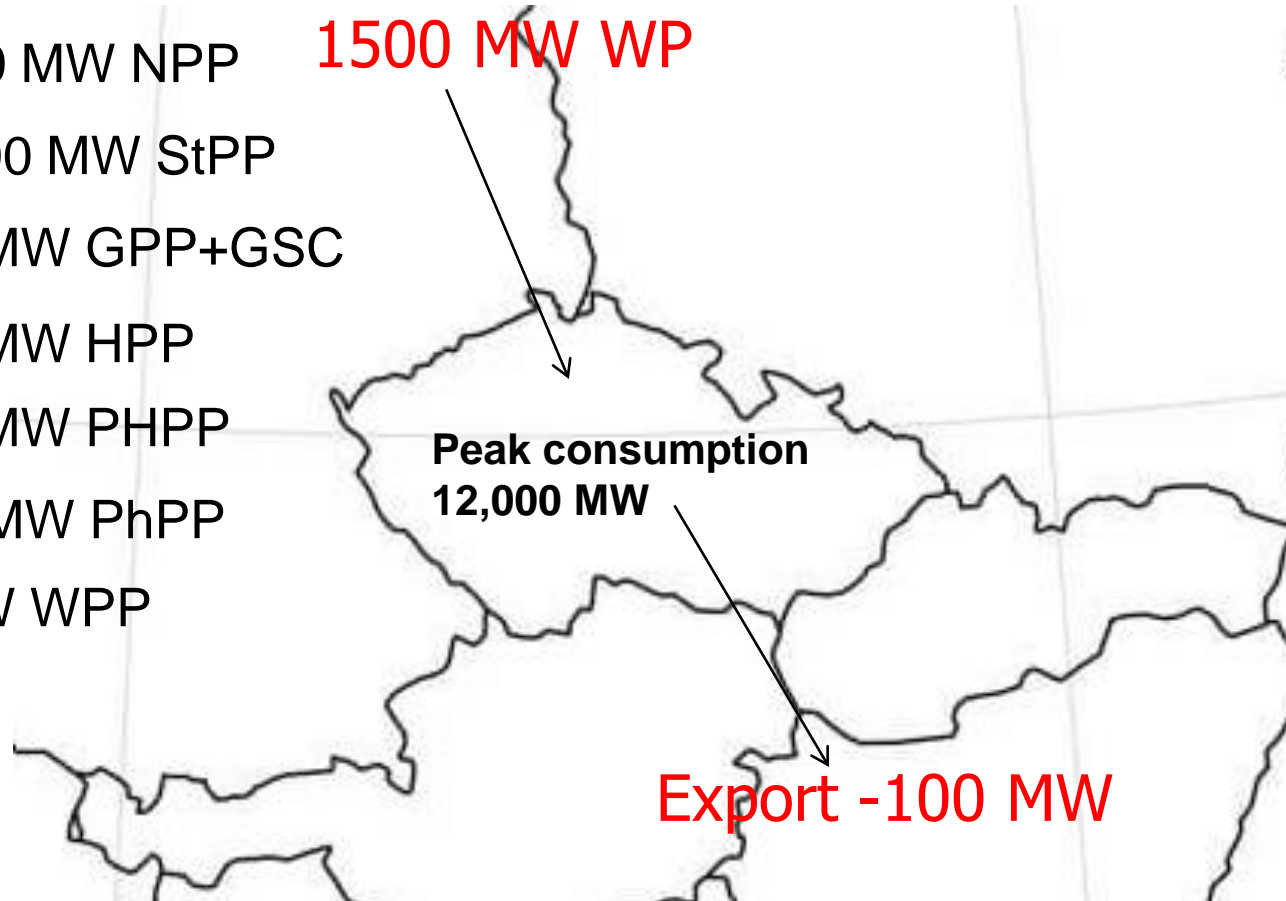 0 MW NPP
1500 MW WP
00 MW StPP
MW GPP+GSC
MW HPP
MW PHPP
MW PhPP
W WPP
Peak consumption
12,000 MW
Export -100 MW